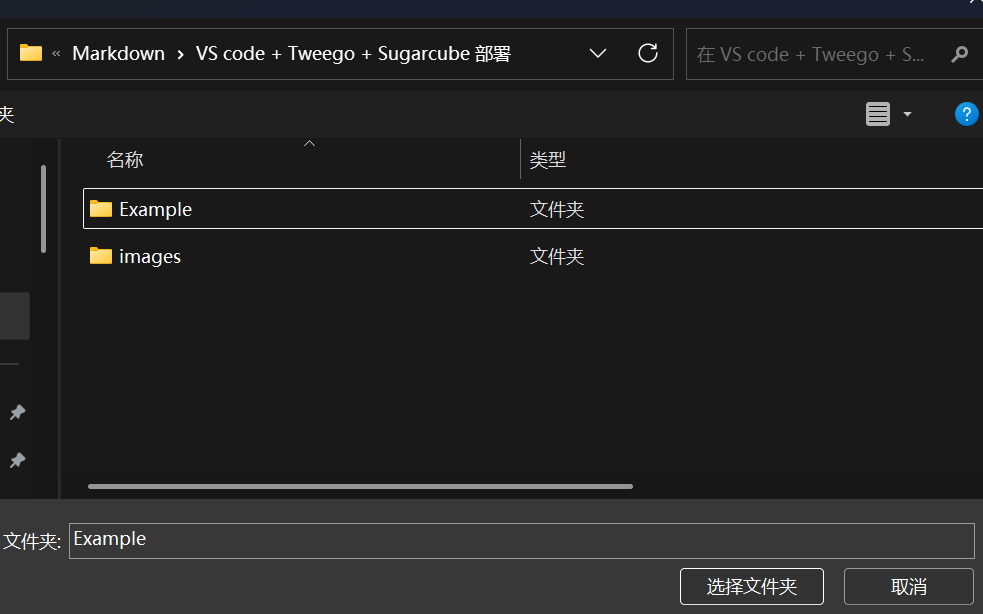 « Markdown › VS code + Tweego + Sugarcube 部署
在 VS code + Tweego + S...
夹
?
名称 类型
Example 文件夹
images 文件夹
文件夹: Example
选择文件夹 取消